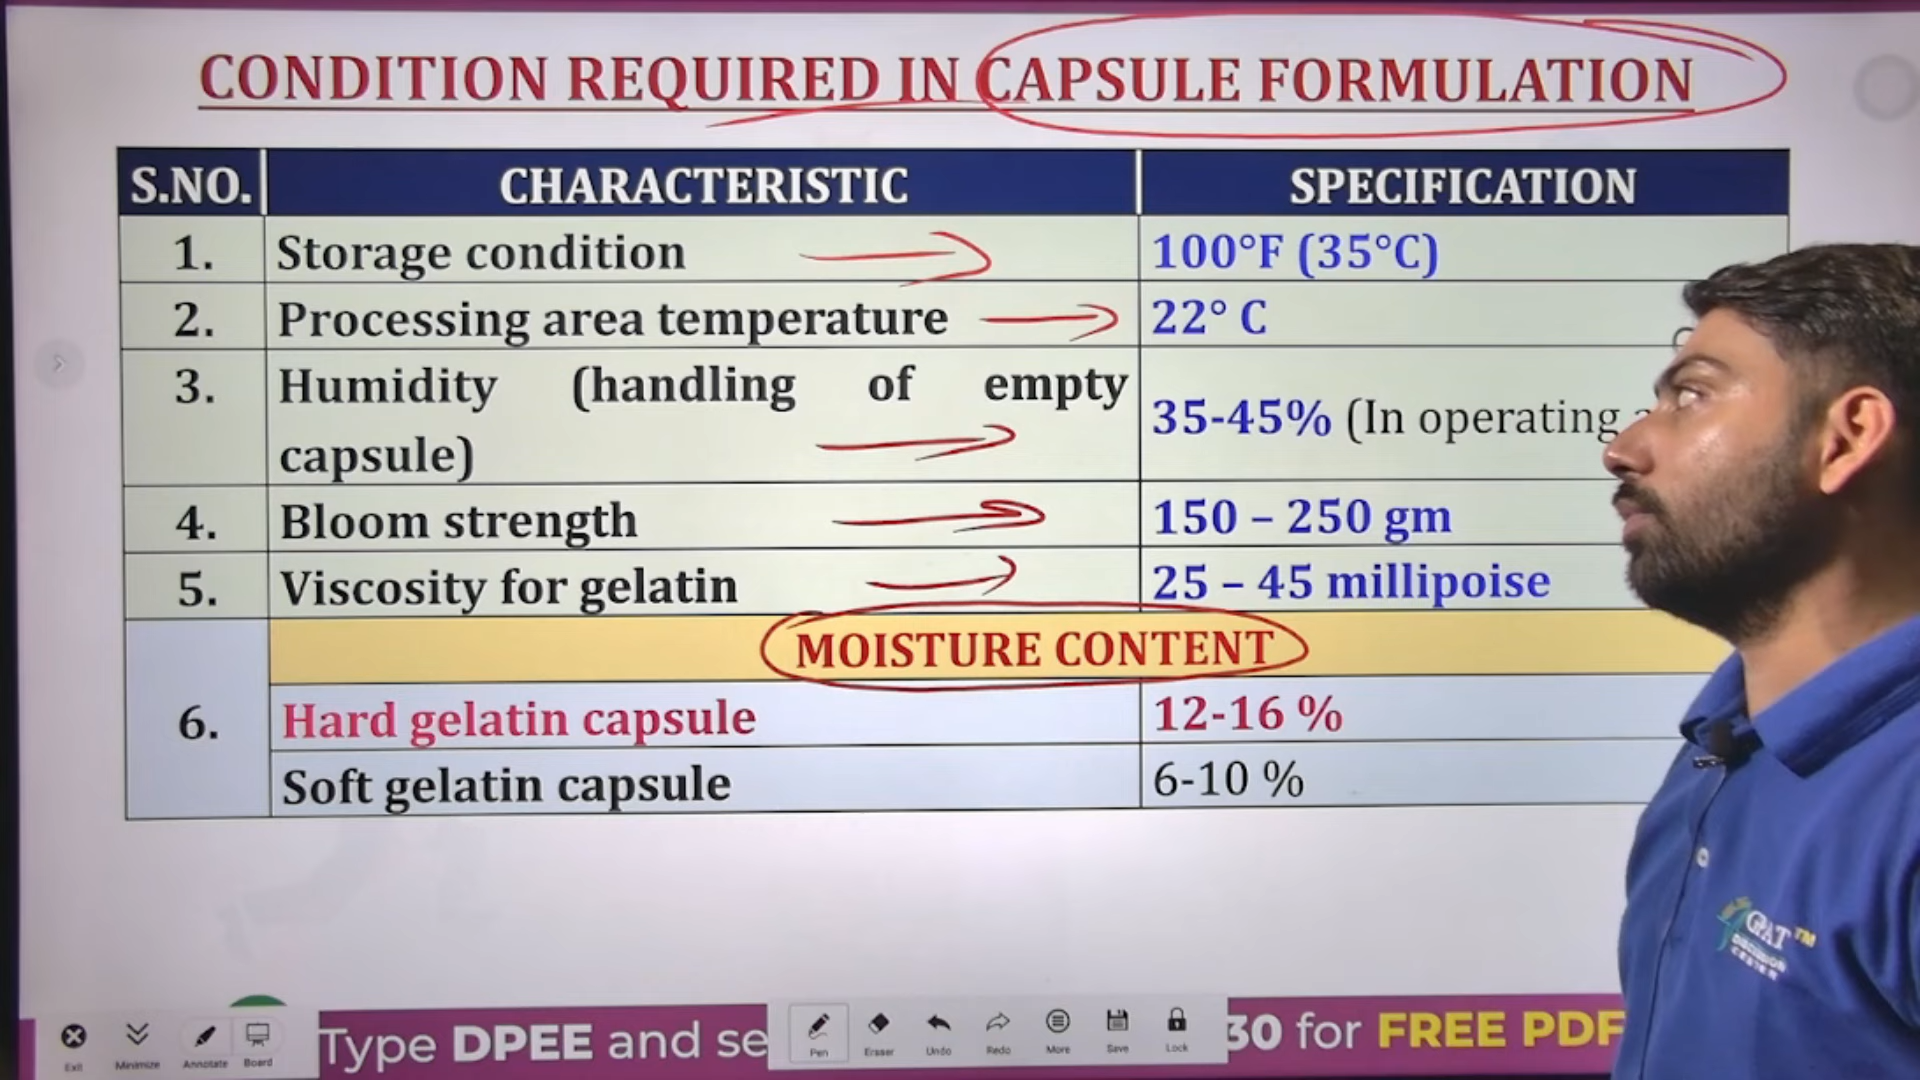 CONDITION REQUIRED IN CAPSULE FORMULATION
S.NO. CHARACTERISTIC SPECIFICATION
1. Storage condition 100°F (35°C)
2. Processing area temperature 22° C
3. Humidity (handling of empty capsule) 35-45% (In operating
4. Bloom strength 150 – 250 gm
5. Viscosity for gelatin 25 – 45 millipoise
MOISTURE CONTENT
6. Hard gelatin capsule 12-16 %
Soft gelatin capsule 6-10 %
GPAT TM
DISCUSSION
CENTER
Type DPEE and se 30 for FREE PDF
Exit Minimize Annotate Board Pen Eraser Undo Redo More Save Lock